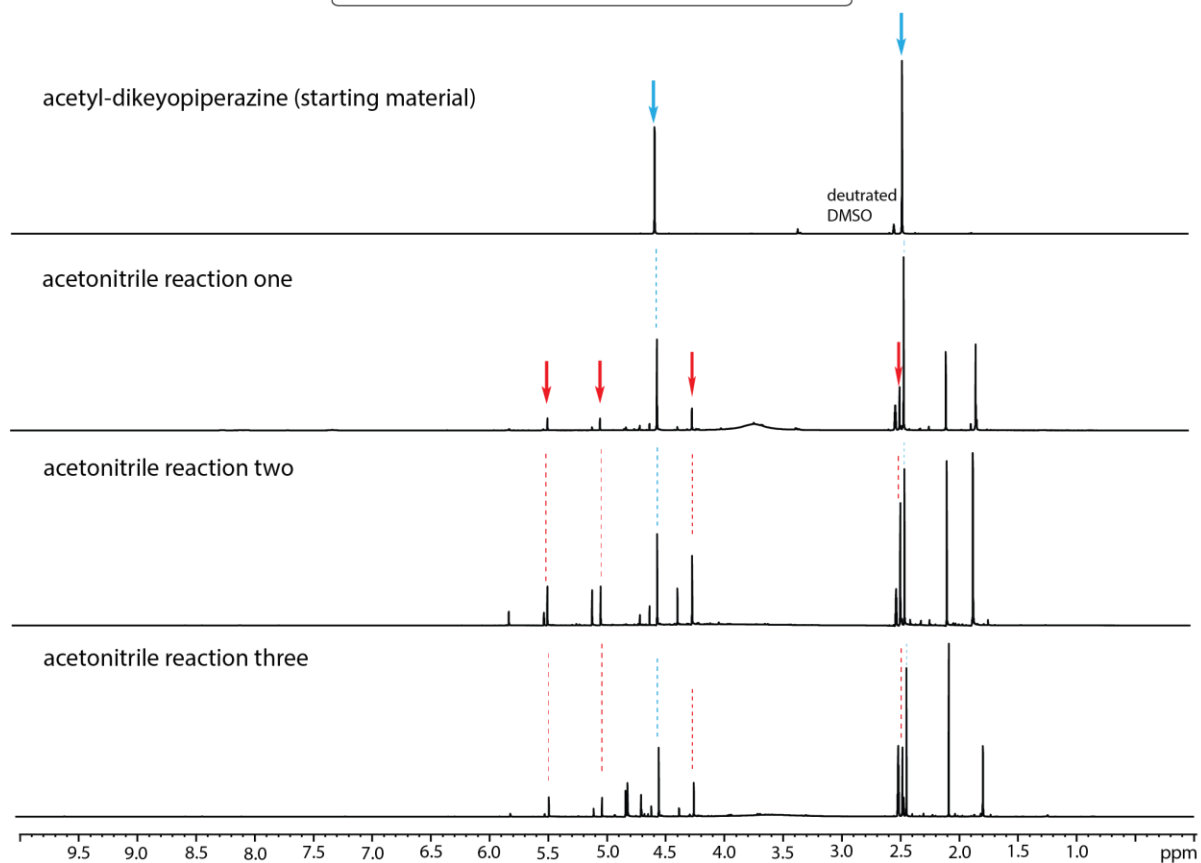 acetyl-dikeyopiperazine (starting material)
deutrated
DMSO
acetonitrile reaction one
acetonitrile reaction two
acetonitrile reaction three
9.5 9.0 8.5 8.0 7.5 7.0 6.5 6.0 5.5 5.0 4.5 4.0 3.5 3.0 2.5 2.0 1.5 1.0 ppm